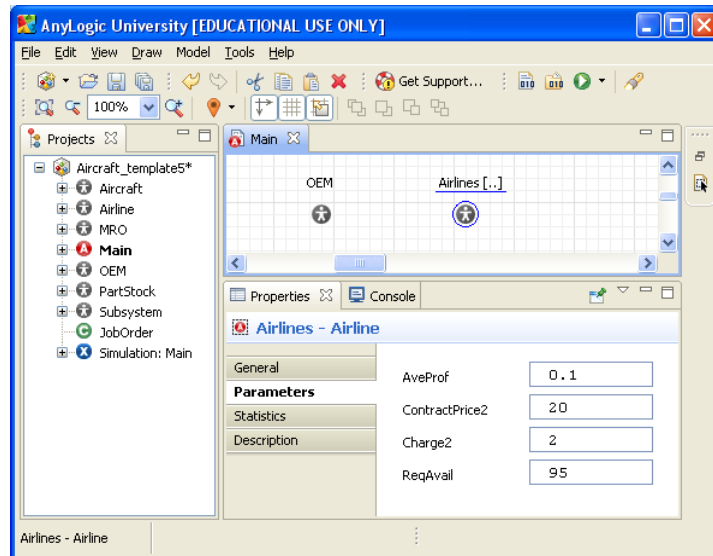 AnyLogic University [EDUCATIONAL USE ONLY]
File Edit View Draw Model Tools Help
Get Support...
100%
Projects
Main
Aircraft_template5*
Aircraft
Airline
MRO
Main
OEM
PartStock
Subsystem
JobOrder
Simulation: Main
OEM Airlines [..]
Properties Console
Airlines - Airline
General
Parameters
Statistics
Description
AveProf 0.1
ContractPrice2 20
Charge2 2
ReqAvail 95
Airlines - Airline